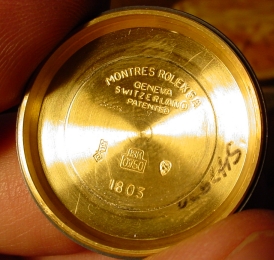 MONTRES ROLEX S.A
GENEVA
SWITZERLAND
PATENTED
1803